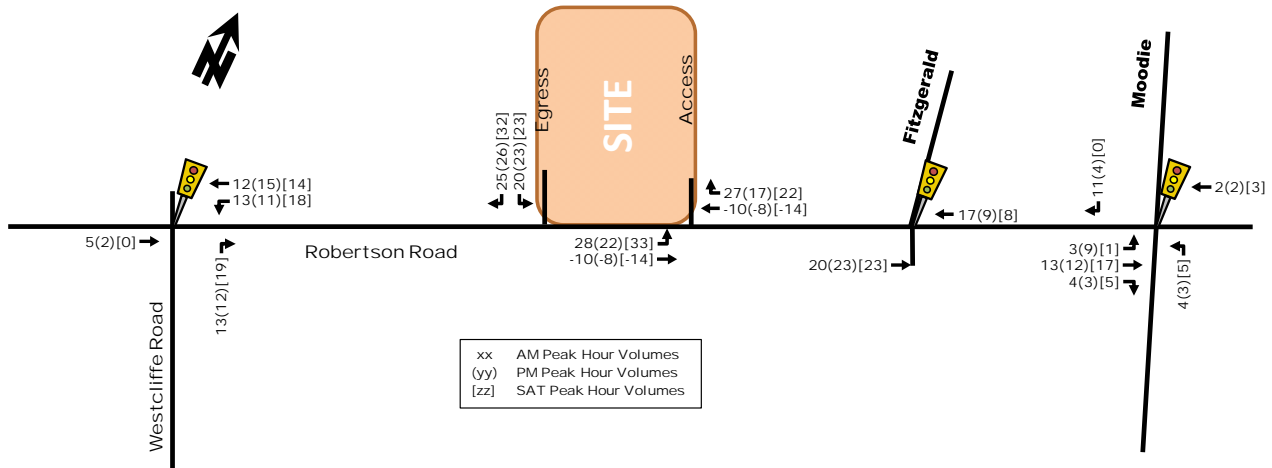 N
Egress
SITE
Access
Fitzgerald
Moodie
25(26)[32]
20(23)[23]
12(15)[14]
13(11)[18]
27(17)[22]
-10(-8)[-14]
17(9)[8]
11(4)[0]
2(2)[3]
5(2)[0]
13(12)[19]
Robertson Road
28(22)[33]
-10(-8)[-14]
20(23)[23]
3(9)[1]
13(12)[17]
4(3)[5]
4(3)[5]
Westcliffe Road
xx AM Peak Hour Volumes
(yy) PM Peak Hour Volumes
[zz] SAT Peak Hour Volumes